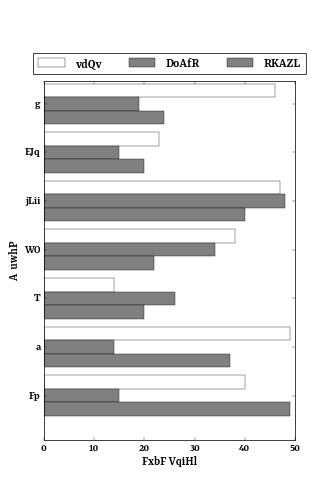 vdQv DoAfR RKAZL
g
EJq
jLii
WO
T
a
Fp
A uwhP
0 10 20 30 40 50
FxbF VqiHl